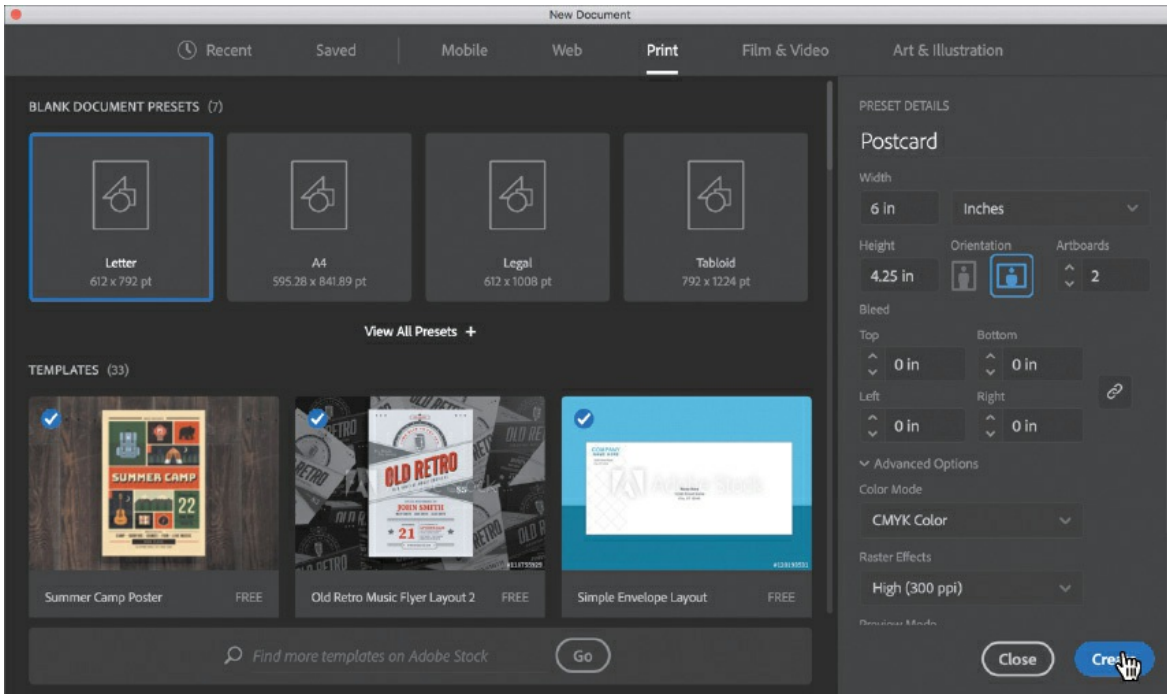 New Document
Recent Saved Mobile Web Print Film & Video Art & Illustration
BLANK DOCUMENT PRESETS (7)
Letter
612 x 792 pt
A4
595.28 x 841.89 pt
Legal
612 x 1008 pt
Tabloid
792 x 1224 pt
View All Presets +
TEMPLATES (33)
SUMMER CAMP
22
OLD RETRO
JOHN SMITH
21
Adobe Stock
Summer Camp Poster FREE
Old Retro Music Flyer Layout 2 FREE
Simple Envelope Layout FREE
Find more templates on Adobe Stock
Go
PRESET DETAILS
Postcard
Width
6 in Inches
Height Orientation Artboards
4.25 in 2
Bleed
Top Bottom
0 in 0 in
Left Right
0 in 0 in
Advanced Options
Color Mode
CMYK Color
Raster Effects
High (300 ppi)
Preview Mode
Close